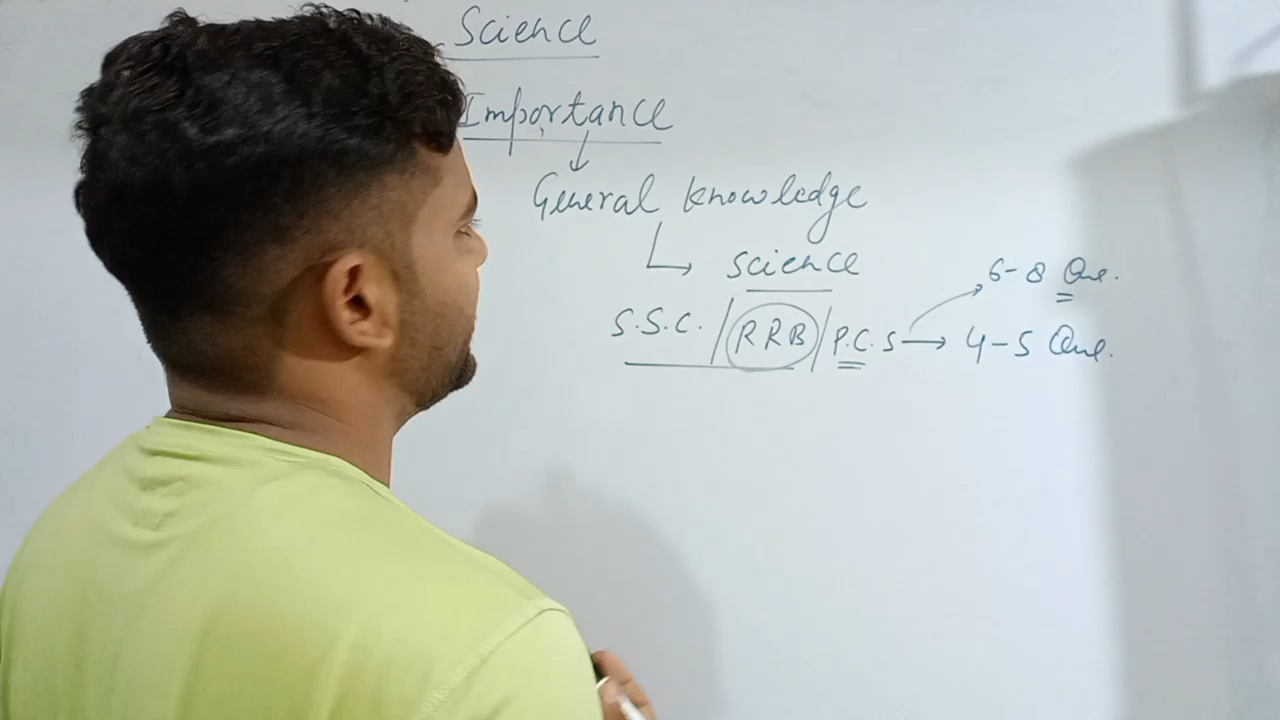 Science
Importance
General knowledge
science
6-8 Que.
S.S.C. / RRB / P.C.S → 4-5 Que.